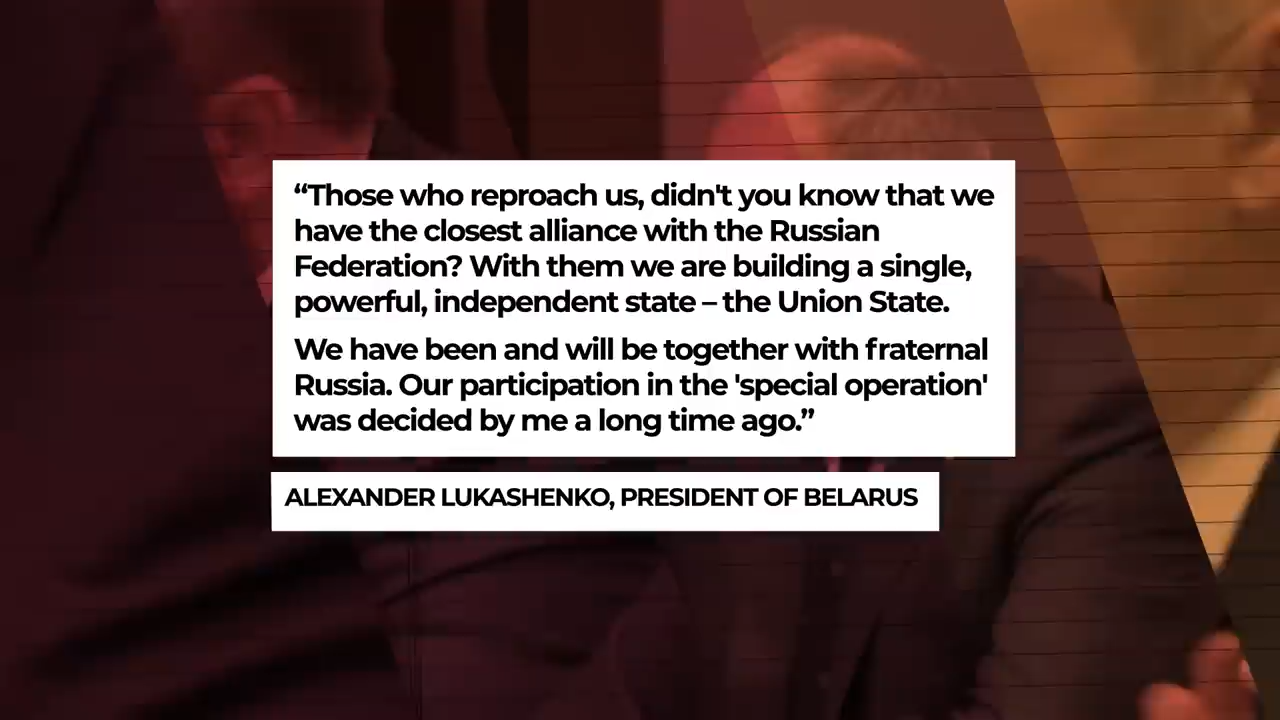 “Those who reproach us, didn't you know that we
have the closest alliance with the Russian
Federation? With them we are building a single,
powerful, independent state – the Union State.
We have been and will be together with fraternal
Russia. Our participation in the 'special operation'
was decided by me a long time ago.”
ALEXANDER LUKASHENKO, PRESIDENT OF BELARUS